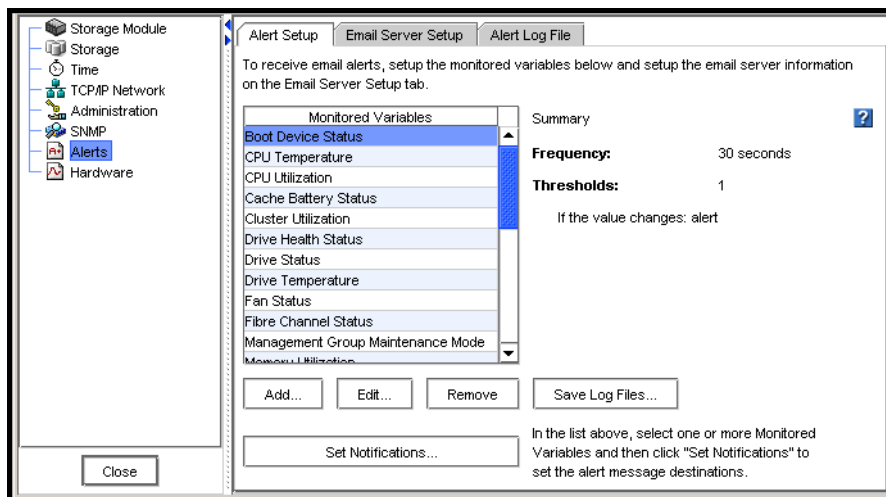 Storage Module
Storage
Time
TCP/IP Network
Administration
SNMP
Alerts
Hardware
Close
Alert Setup
Email Server Setup
Alert Log File
To receive email alerts, setup the monitored variables below and setup the email server information
on the Email Server Setup tab.
Monitored Variables
Boot Device Status
CPU Temperature
CPU Utilization
Cache Battery Status
Cluster Utilization
Drive Health Status
Drive Status
Drive Temperature
Fan Status
Fibre Channel Status
Management Group Maintenance Mode
Memory Utilization
Summary
?
Frequency: 30 seconds
Thresholds: 1
If the value changes: alert
Add...
Edit...
Remove
Save Log Files...
Set Notifications...
In the list above, select one or more Monitored
Variables and then click "Set Notifications" to
set the alert message destinations.